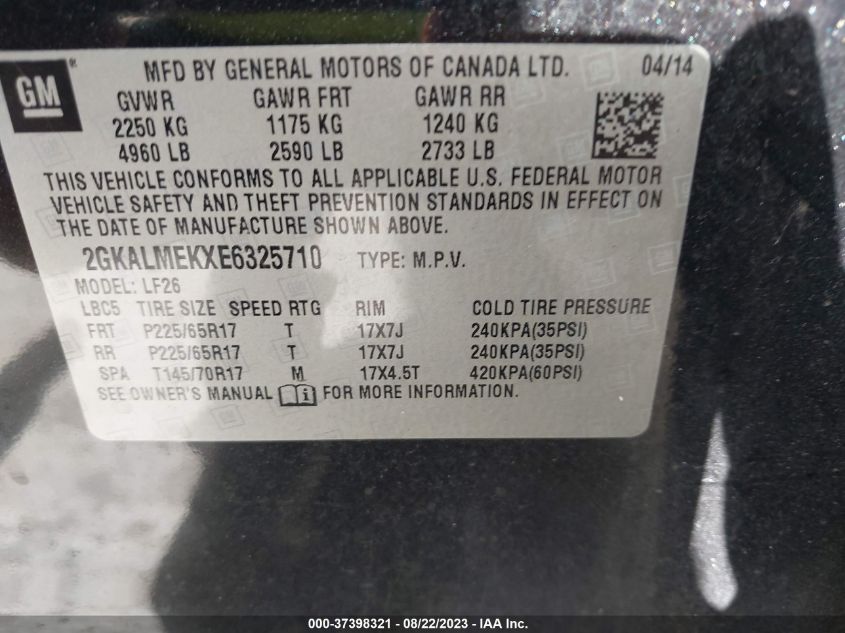 GM ® MFD BY GENERAL MOTORS OF CANADA LTD. 04/14
GVWR GAWR FRT GAWR RR
2250 KG 1175 KG 1240 KG
4960 LB 2590 LB 2733 LB
THIS VEHICLE CONFORMS TO ALL APPLICABLE U.S. FEDERAL MOTOR
VEHICLE SAFETY AND THEFT PREVENTION STANDARDS IN EFFECT ON
THE DATE OF MANUFACTURE SHOWN ABOVE.
2GKALMEKXE6325710 TYPE: M.P.V.
MODEL: LF26
LBC5 TIRE SIZE SPEED RTG RIM COLD TIRE PRESSURE
FRT P225/65R17 T 17X7J 240KPA(35PSI)
RR P225/65R17 T 17X7J 240KPA(35PSI)
SPA T145/70R17 M 17X4.5T 420KPA(60PSI)
SEE OWNER'S MANUAL FOR MORE INFORMATION.
000-37398321 - 08/22/2023 - IAA Inc.